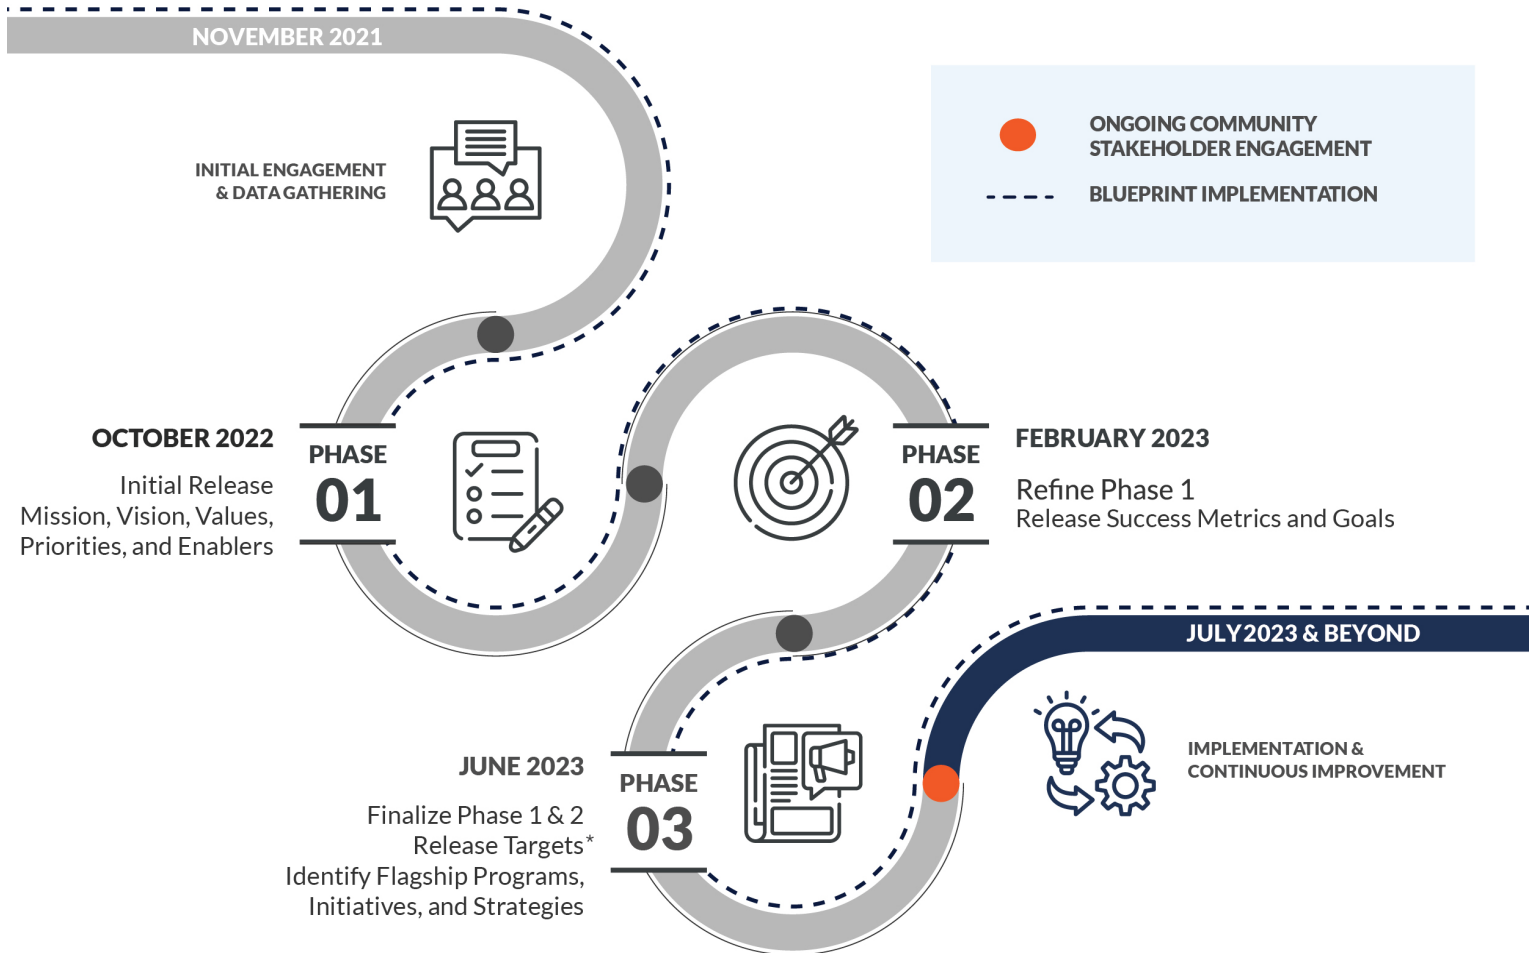 NOVEMBER 2021
INITIAL ENGAGEMENT
& DATA GATHERING
ONGOING COMMUNITY
STAKEHOLDER ENGAGEMENT
BLUEPRINT IMPLEMENTATION
OCTOBER 2022
Initial Release
Mission, Vision, Values,
Priorities, and Enablers
PHASE
01
PHASE
02
FEBRUARY 2023
Refine Phase 1
Release Success Metrics and Goals
JULY 2023 & BEYOND
IMPLEMENTATION &
CONTINUOUS IMPROVEMENT
JUNE 2023
Finalize Phase 1 & 2
Release Targets*
Identify Flagship Programs,
Initiatives, and Strategies
PHASE
03